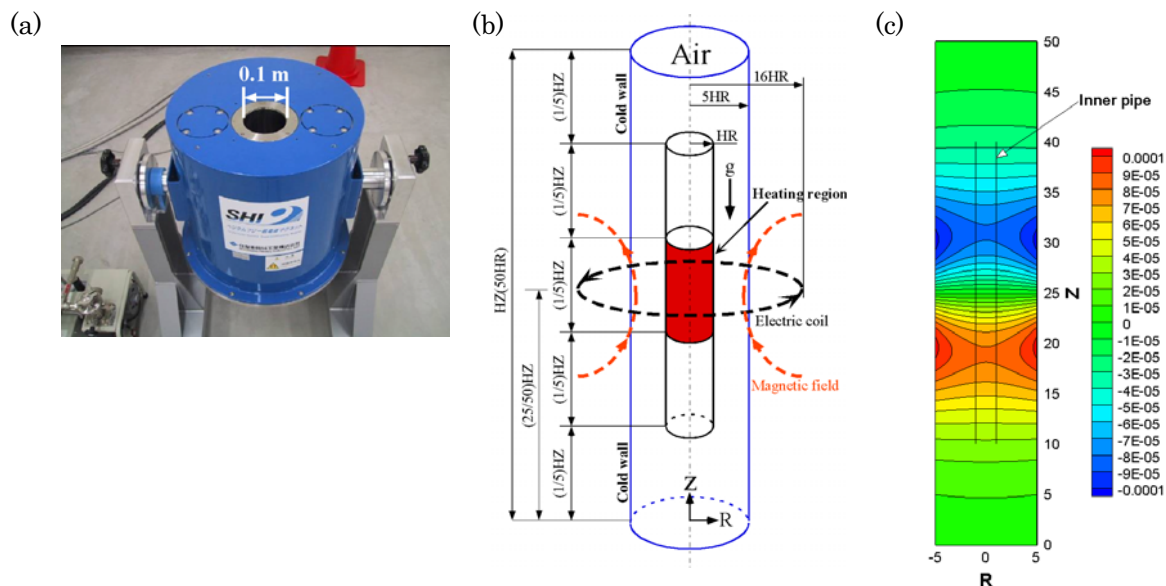 (a)
0.1 m
SHI
(b)
Air
16HR
5HR
HR
Cold wall
(1/5)HZ
(1/5)HZ
(1/5)HZ
(1/5)HZ
(1/5)HZ
HZ(50HR)
(25/50)HZ
g
Heating region
Electric coil
Magnetic field
Cold wall
Z
R
(c)
50
45
40
35
30
25
20
15
10
5
0
Z
-5
0
5
R
Inner pipe
0.0001
9E-05
8E-05
7E-05
6E-05
5E-05
4E-05
3E-05
2E-05
1E-05
0
-1E-05
-2E-05
-3E-05
-4E-05
-5E-05
-6E-05
-7E-05
-8E-05
-9E-05
-0.0001